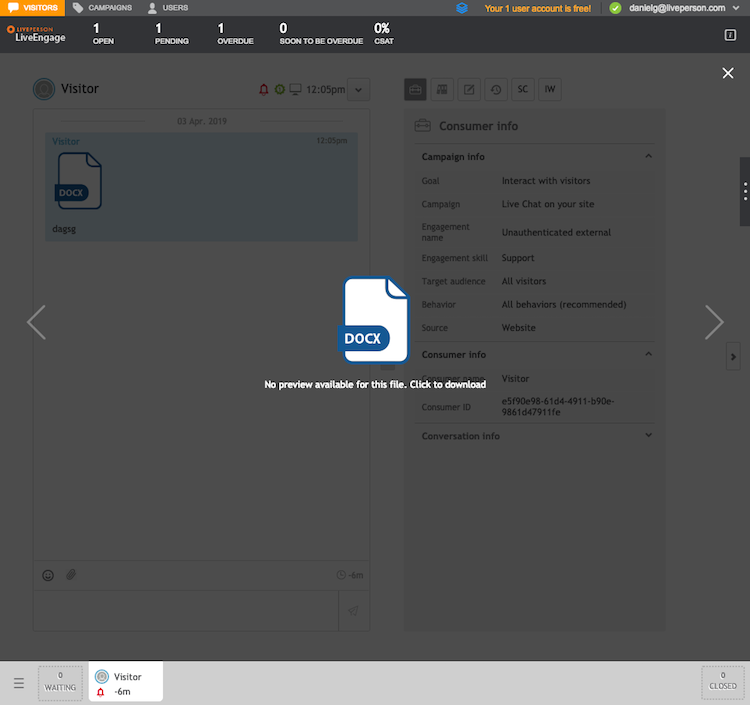 VISITORS CAMPAIGNS USERS Your 1 user account is free! danielg@liveperson.com
LIVEPERSON
LiveEngage
1 1 1 0 0%
OPEN PENDING OVERDUE SOON TO BE OVERDUE CSAT
Visitor 12:05pm SC IW
03 Apr, 2019
Visitor 12:05pm
DOCX
dagsg
Consumer info
Campaign info
Goal Interact with visitors
Campaign Live Chat on your site
Engagement
name Unauthenticated external
Engagement skill Support
Target audience All visitors
Behavior All behaviors (recommended)
Source Website
DOCX
No preview available for this file. Click to download
Consumer info
Consumer name Visitor
Consumer ID e5f90e98-61d4-4911-b90e-
9861d47911fe
Conversation info
-6m
0
WAITING
Visitor
-6m
0
CLOSED